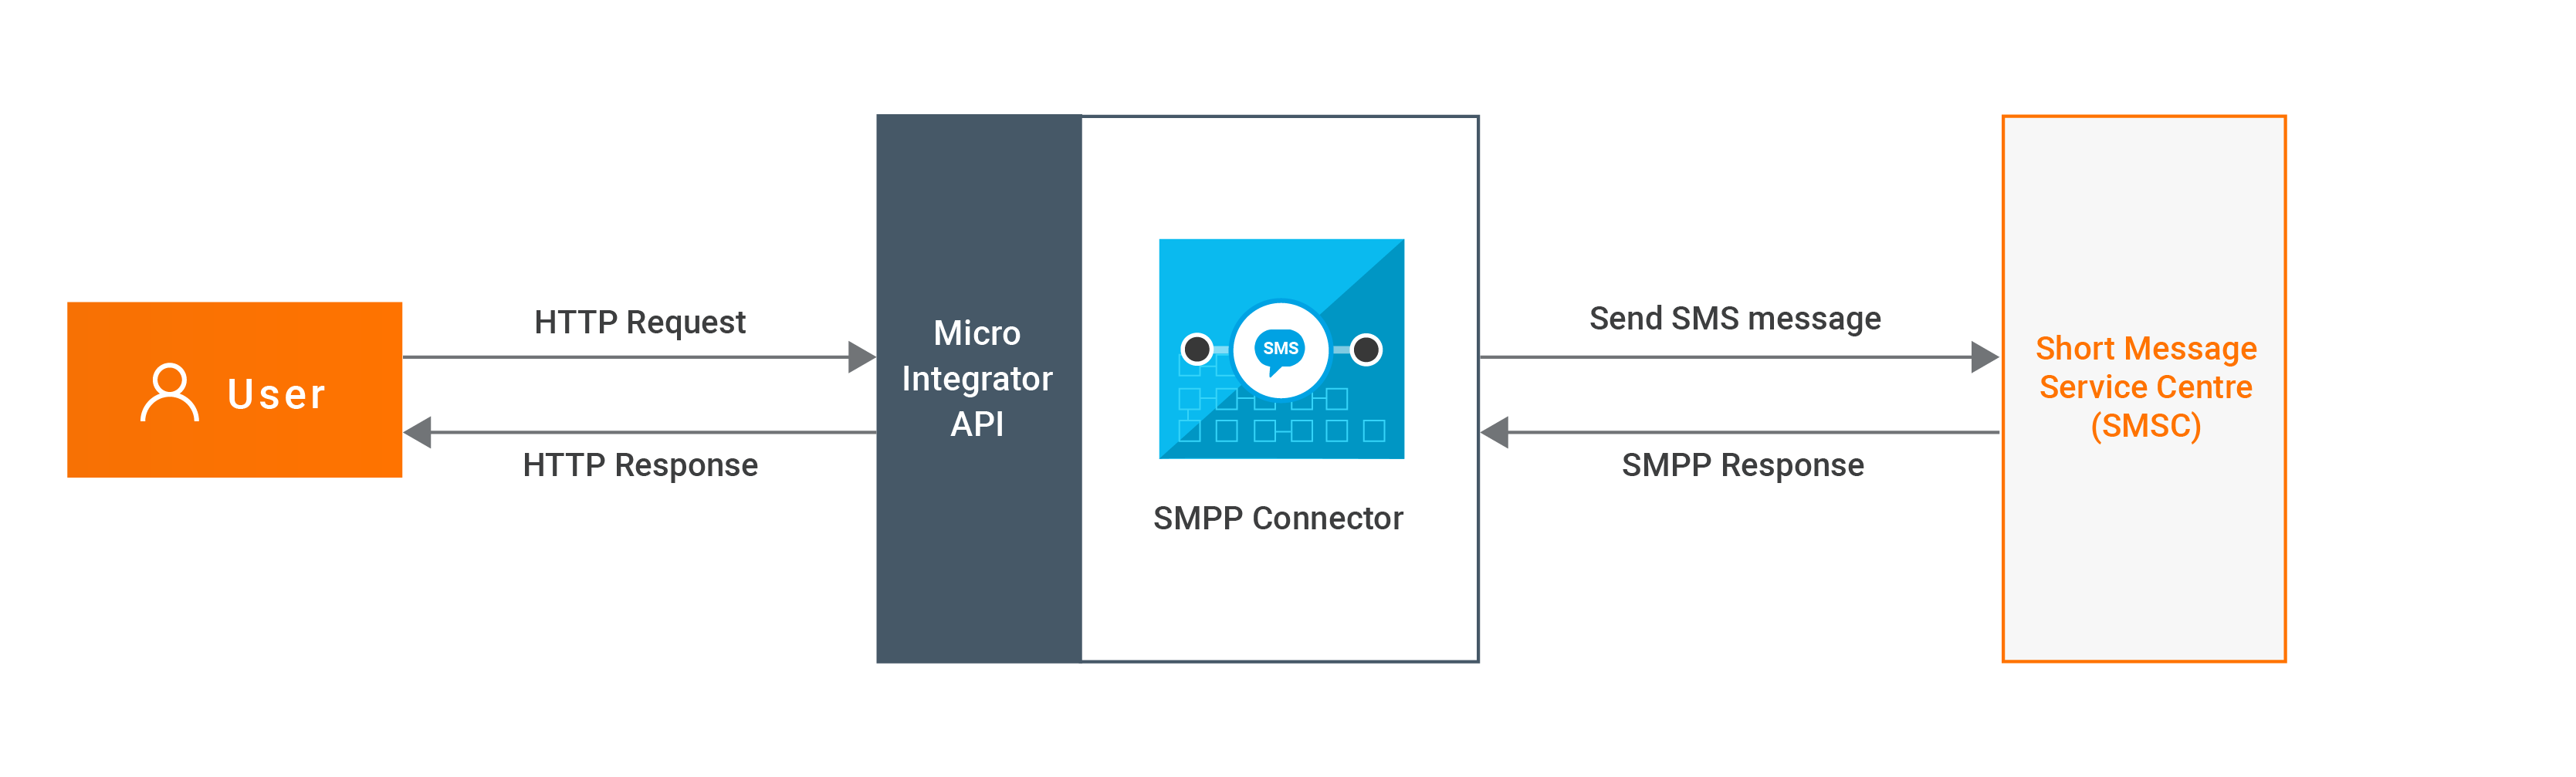 HTTP Request
User
HTTP Response
Micro
Integrator
API
SMS
SMPP Connector
Send SMS message
SMPP Response
Short Message
Service Centre
(SMSC)